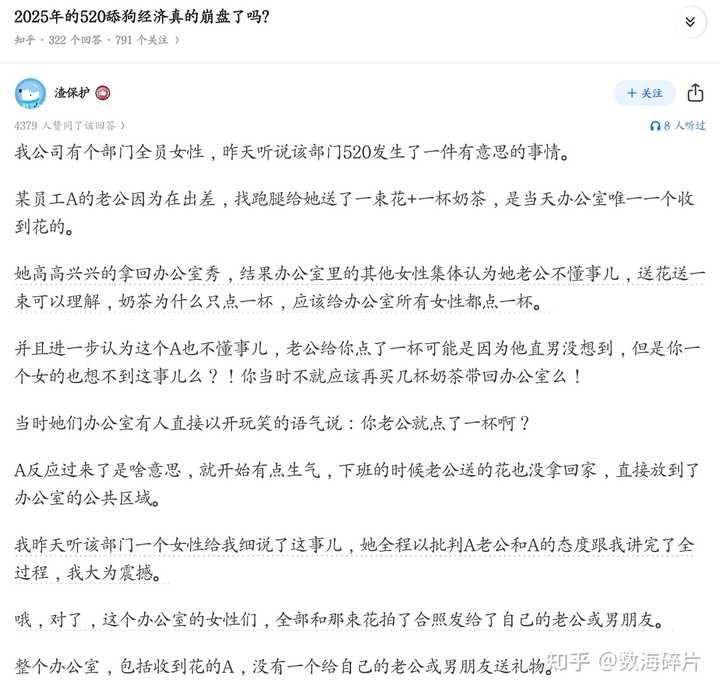 2025年的520舔狗经济真的崩盘了吗?
知乎 · 322 个回答 · 791 个关注 >
渣保护
+ 关注
4379 人赞同了该回答 >
8 人听过
我公司有个部门全员女性，昨天听说该部门520发生了一件有意思的事情。
某员工A的老公因为在出差，找跑腿给她送了一束花+一杯奶茶，是当天办公室唯一一个收
到花的。
她高高兴兴的拿回办公室秀，结果办公室里的其他女性集体认为她老公不懂事儿，送花送一
束可以理解，奶茶为什么只点一杯，应该给办公室所有女性都点一杯。
并且进一步认为这个A也不懂事儿，老公给你点了一杯可能是因为他直男没想到，但是你一
个女的也想不到这事儿么？！你当时不就应该再买几杯奶茶带回办公室么！
当时她们办公室有人直接以开玩笑的语气说：你老公就点了一杯啊？
A反应过来了是啥意思，就开始有点生气，下班的时候老公送的花也没拿回家，直接放到了
办公室的公共区域。
我昨天听该部门一个女性给我细说了这事儿，她全程以批判A老公和A的态度跟我讲完了全
过程，我大为震撼。
哦，对了，这个办公室的女性们，全部和那束花拍了合照发给了自己的老公或男朋友。
整个办公室，包括收到花的A，没有一个给自己的老公或男朋友送礼物。
知乎 @数海碎片